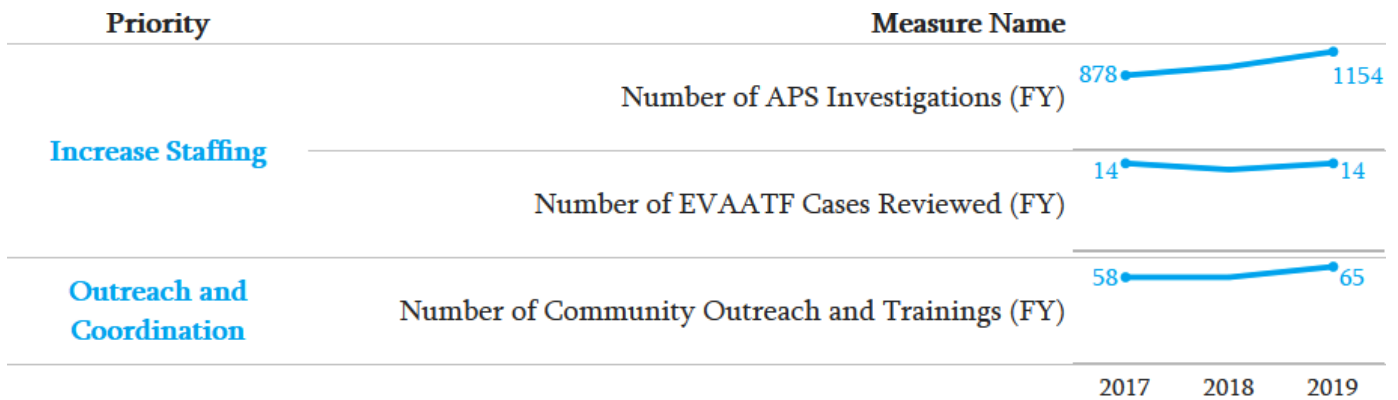 Priority Measure Name
Number of APS Investigations (FY) 878 1154
Increase Staffing
Number of EVAATF Cases Reviewed (FY) 14 14
Outreach and
Coordination
Number of Community Outreach and Trainings (FY) 58 65
2017 2018 2019